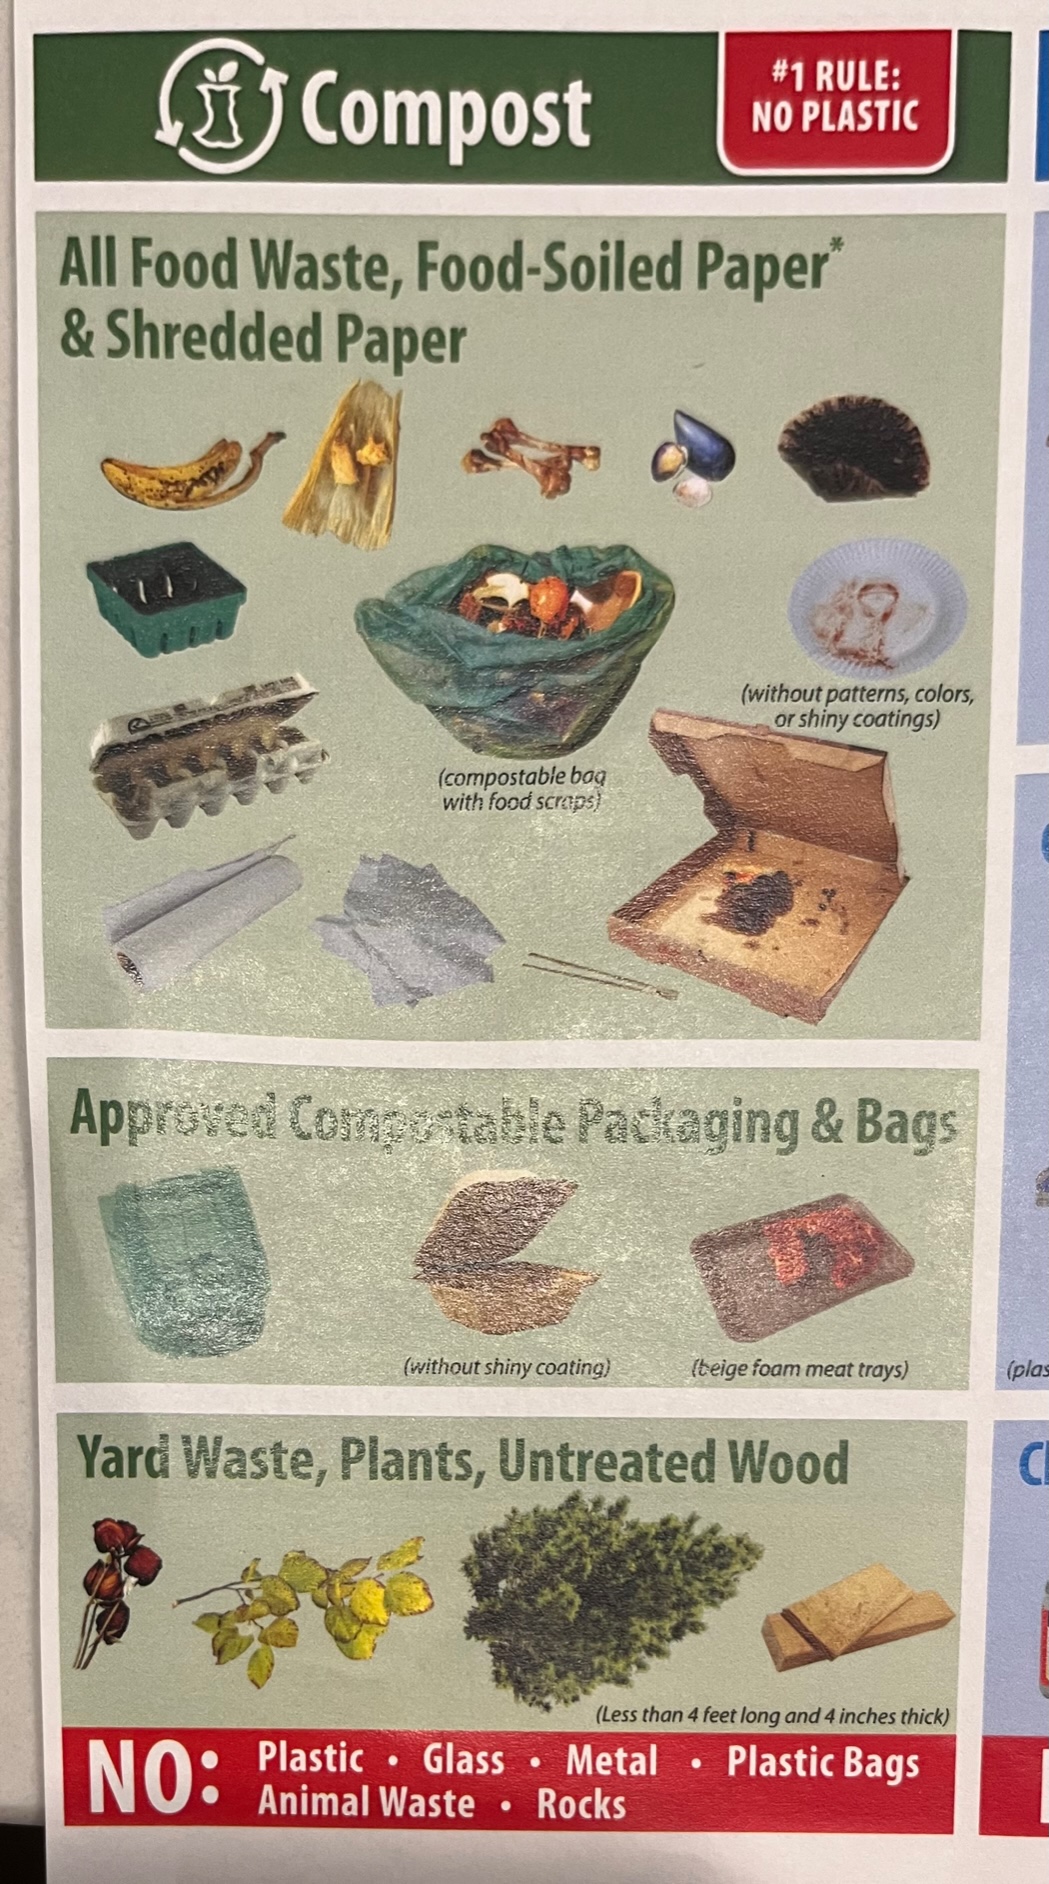 Compost
#1 RULE:
NO PLASTIC
All Food Waste, Food-Soiled Paper*
& Shredded Paper
(without patterns, colors,
or shiny coatings)
(compostable bag
with food scraps)
Approved Compostable Packaging & Bags
(without shiny coating)
(beige foam meat trays)
(plas
Yard Waste, Plants, Untreated Wood
Cl
(Less than 4 feet long and 4 inches thick)
NO: Plastic • Glass • Metal • Plastic Bags
Animal Waste • Rocks